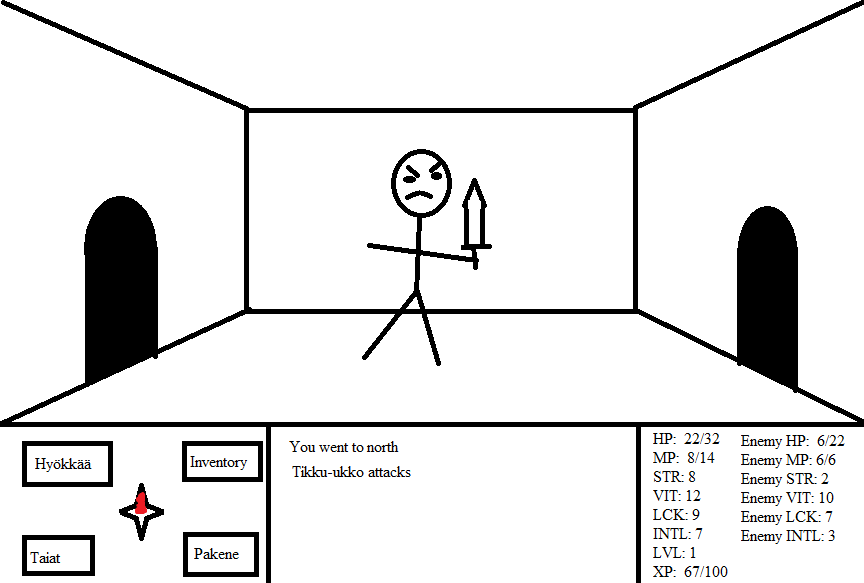 Hyökkää
Inventory
Taiat
Pakene
You went to north
Tikku-ukko attacks
HP: 22/32
MP: 8/14
STR: 8
VIT: 12
LCK: 9
INTL: 7
LVL: 1
XP: 67/100
Enemy HP: 6/22
Enemy MP: 6/6
Enemy STR: 2
Enemy VIT: 10
Enemy LCK: 7
Enemy INTL: 3